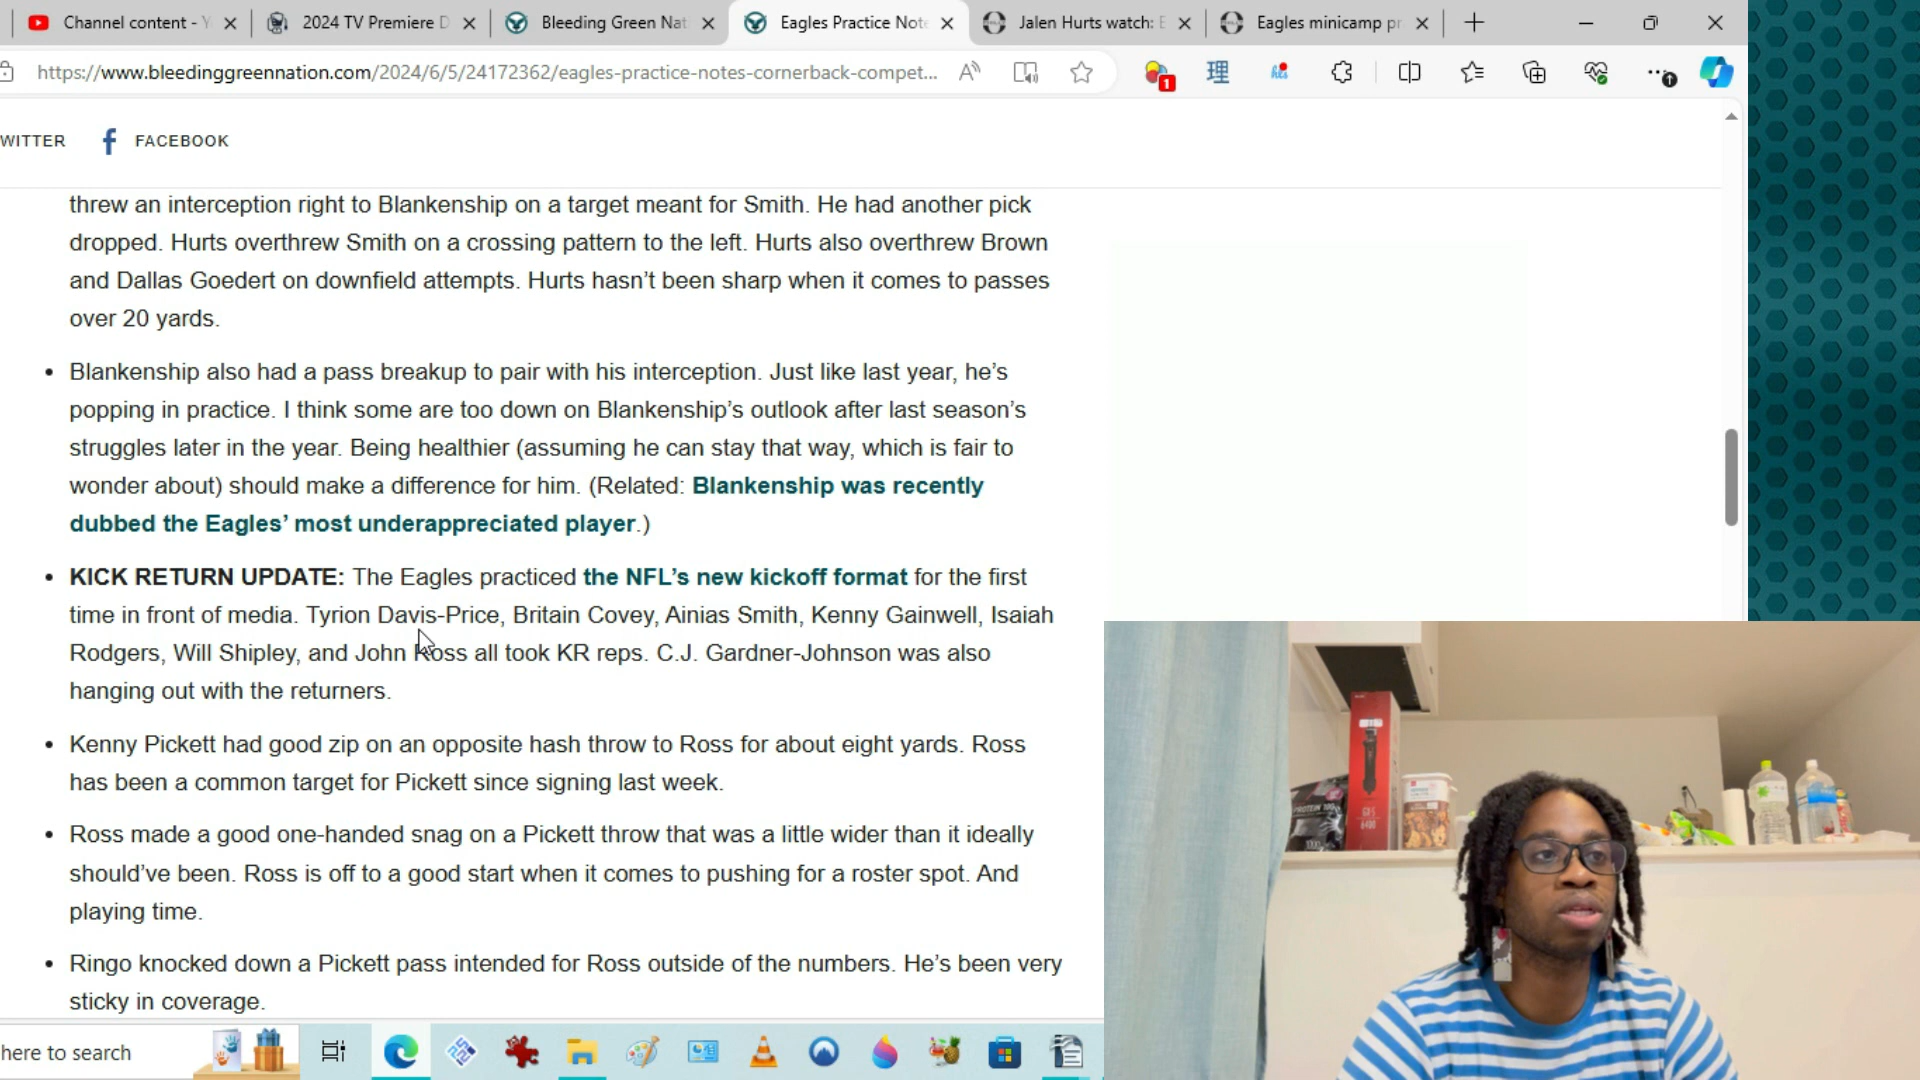 Channel content - Y
2024 TV Premiere D
Bleeding Green Nat
Eagles Practice Note
Jalen Hurts watch: E
Eagles minicamp pr
https://www.bleedinggreennation.com/2024/6/5/24172362/eagles-practice-notes-cornerback-compet...
WITTER
FACEBOOK
threw an interception right to Blankenship on a target meant for Smith. He had another pick
dropped. Hurts overthrew Smith on a crossing pattern to the left. Hurts also overthrew Brown
and Dallas Goedert on downfield attempts. Hurts hasn't been sharp when it comes to passes
over 20 yards.
• Blankenship also had a pass breakup to pair with his interception. Just like last year, he's
popping in practice. I think some are too down on Blankenship's outlook after last season's
struggles later in the year. Being healthier (assuming he can stay that way, which is fair to
wonder about) should make a difference for him. (Related: Blankenship was recently
dubbed the Eagles' most underappreciated player.)
• KICK RETURN UPDATE: The Eagles practiced the NFL's new kickoff format for the first
time in front of media. Tyrion Davis-Price, Britain Covey, Ainias Smith, Kenny Gainwell, Isaiah
Rodgers, Will Shipley, and John Ross all took KR reps. C.J. Gardner-Johnson was also
hanging out with the returners.
• Kenny Pickett had good zip on an opposite hash throw to Ross for about eight yards. Ross
has been a common target for Pickett since signing last week.
• Ross made a good one-handed snag on a Pickett throw that was a little wider than it ideally
should've been. Ross is off to a good start when it comes to pushing for a roster spot. And
playing time.
• Ringo knocked down a Pickett pass intended for Ross outside of the numbers. He's been very
sticky in coverage.
here to search
PROTEIN
1
理